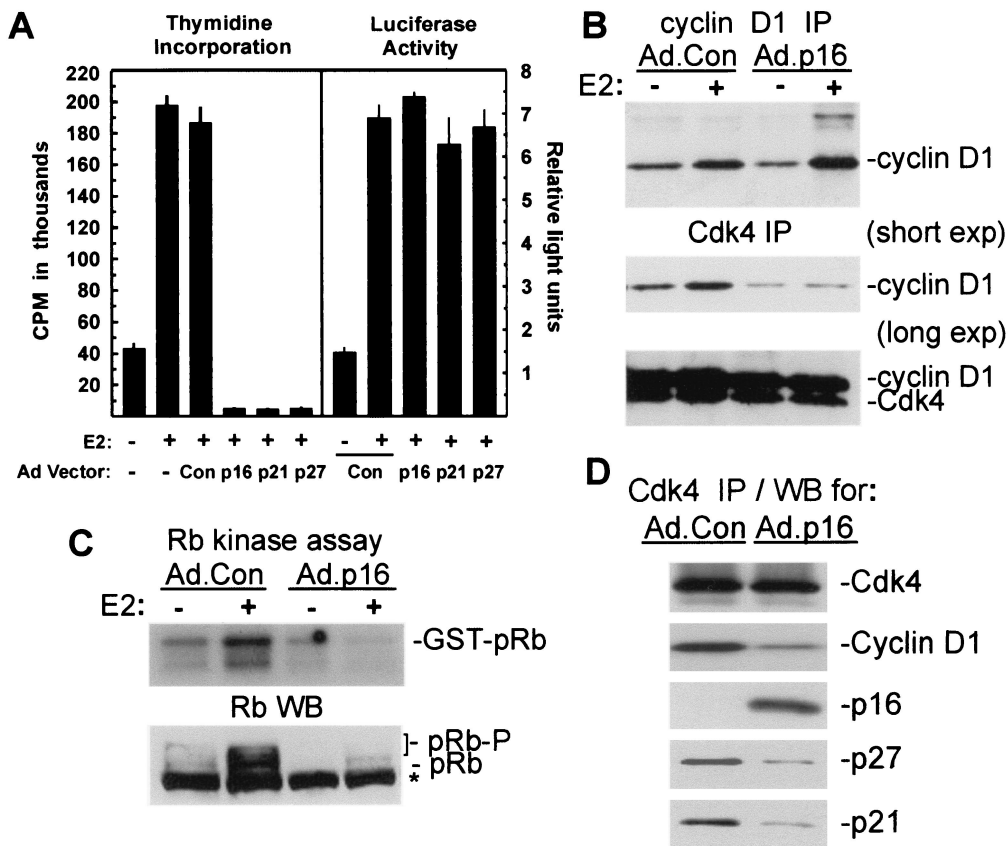 A
Thymidine
Incorporation
Luciferase
Activity
CPM in thousands
220
200
180
160
140
120
100
80
60
40
20
8
7
6
5
4
3
2
1
Relative
light units
E2: - + + + + + - + + + +
Ad Vector: - - Con p16 p21 p27 Con p16 p21 p27
B
cyclin D1 IP
Ad.Con Ad.p16
E2: - + - +
-cyclin D1
Cdk4 IP (short exp)
-cyclin D1
(long exp)
-cyclin D1
-Cdk4
C
Rb kinase assay
Ad.Con Ad.p16
E2: - + - +
-GST-pRb
Rb WB
]- pRb-P
- pRb
*
D
Cdk4 IP / WB for:
Ad.Con Ad.p16
-Cdk4
-Cyclin D1
-p16
-p27
-p21